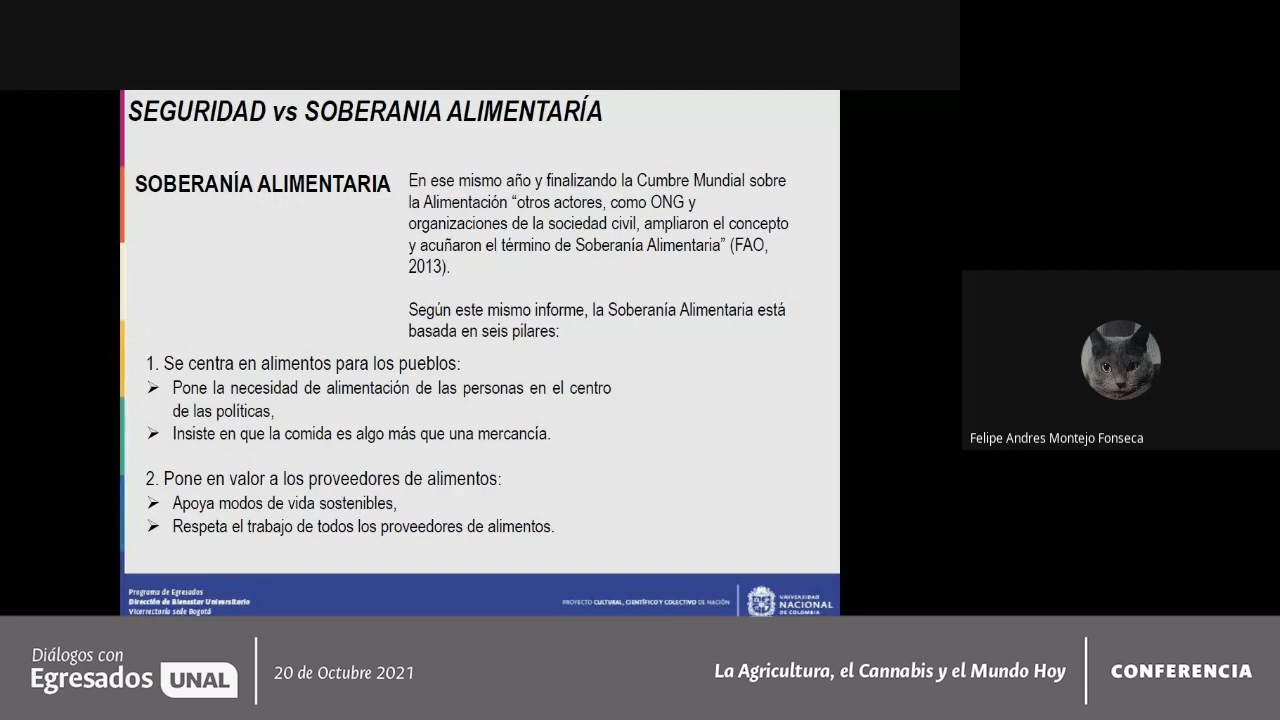 SEGURIDAD vs SOBERANIA ALIMENTARÍA
SOBERANÍA ALIMENTARIA
En ese mismo año y finalizando la Cumbre Mundial sobre
la Alimentación “otros actores, como ONG y
organizaciones de la sociedad civil, ampliaron el concepto
y acuñaron el término de Soberanía Alimentaria” (FAO,
2013).
Según este mismo informe, la Soberanía Alimentaria está
basada en seis pilares:
1. Se centra en alimentos para los pueblos:
➢ Pone la necesidad de alimentación de las personas en el centro
de las políticas,
➢ Insiste en que la comida es algo más que una mercancía.
2. Pone en valor a los proveedores de alimentos:
➢ Apoya modos de vida sostenibles,
➢ Respeta el trabajo de todos los proveedores de alimentos.
Felipe Andres Montejo Fonseca
Programa de Egresados
Dirección de Bienestar Universitario
Vicerrectoría sede Bogotá
PROYECTO CULTURAL, CIENTÍFICO Y COLECTIVO DE NACIÓN
UNIVERSIDAD
NACIONAL
DE COLOMBIA
Diálogos con
Egresados UNAL
20 de Octubre 2021
La Agricultura, el Cannabis y el Mundo Hoy
CONFERENCIA